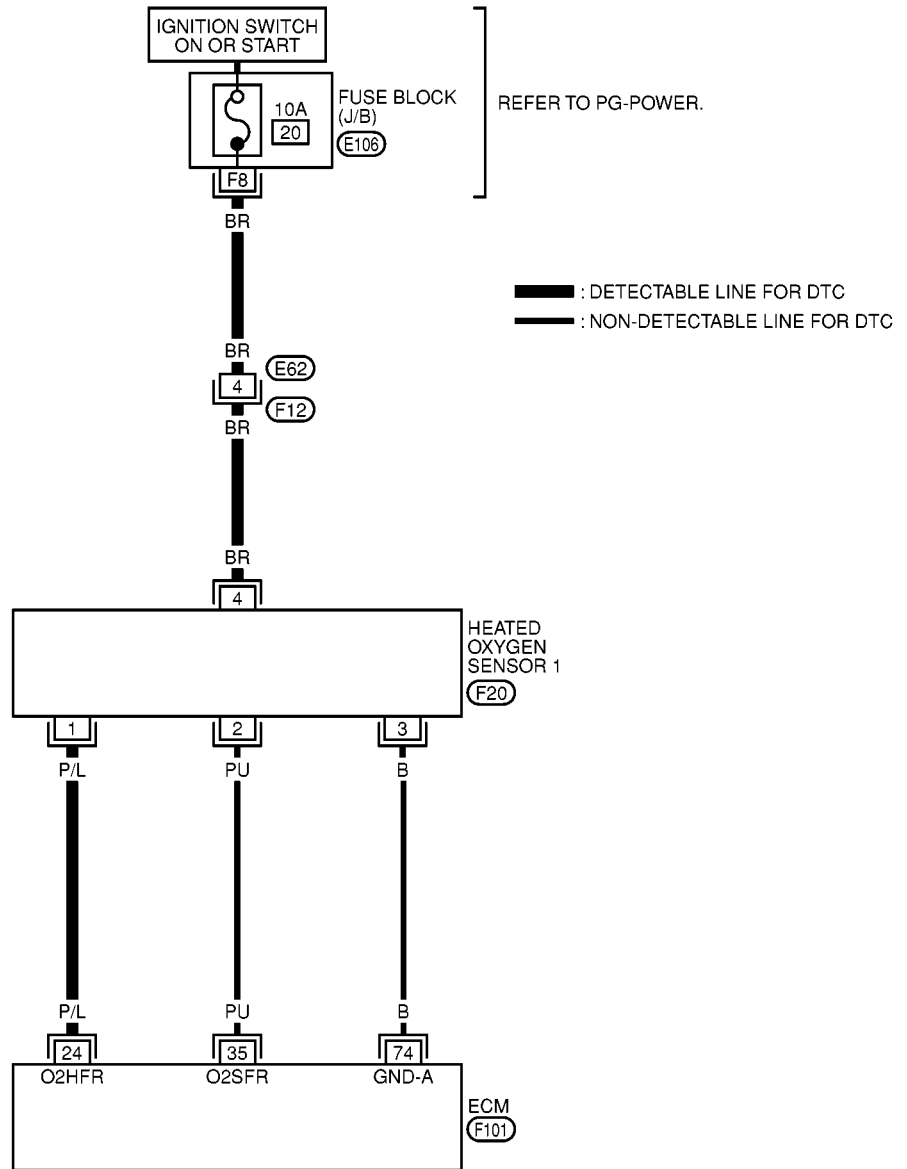 IGNITION SWITCH
ON OR START
FUSE BLOCK
(J/B)
E106
10A
20
REFER TO PG-POWER.
F8
BR
: DETECTABLE LINE FOR DTC
: NON-DETECTABLE LINE FOR DTC
BR
E62
4
F12
BR
BR
4
HEATED
OXYGEN
SENSOR 1
F20
1 2 3
P/L PU B
P/L PU B
24 35 74
O2HFR O2SFR GND-A
ECM
F101